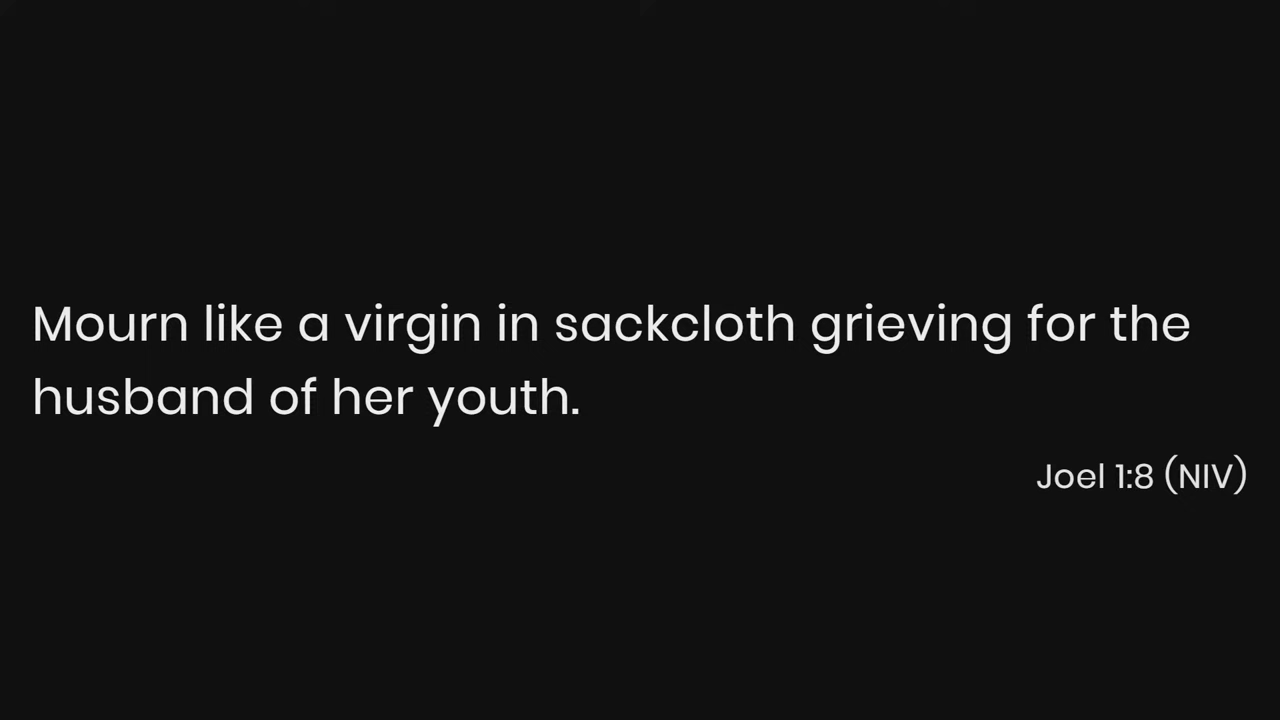 Mourn like a virgin in sackcloth grieving for the
husband of her youth.
Joel 1:8 (NIV)